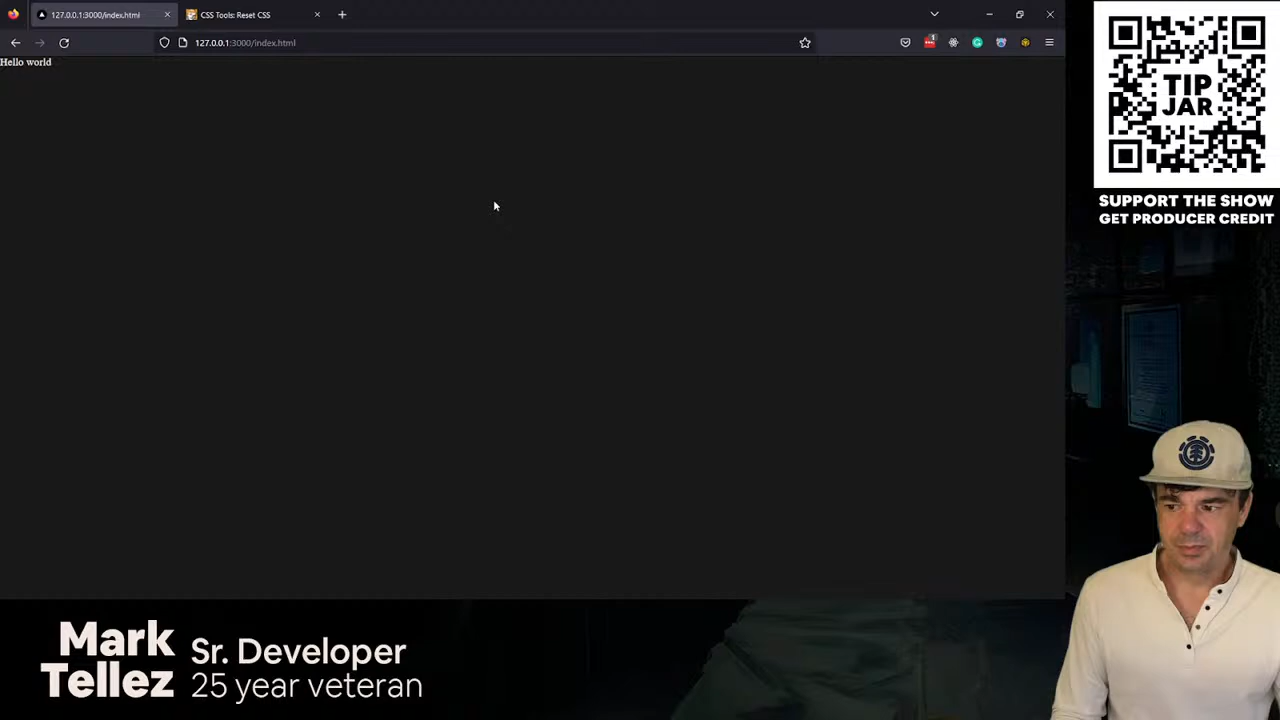 127.0.0.1:3000/index.html
CSS Tools: Reset CSS
127.0.0.1:3000/index.html
1
Hello world
TIP
JAR
SUPPORT THE SHOW
GET PRODUCER CREDIT
Mark
Tellez
Sr. Developer
25 year veteran